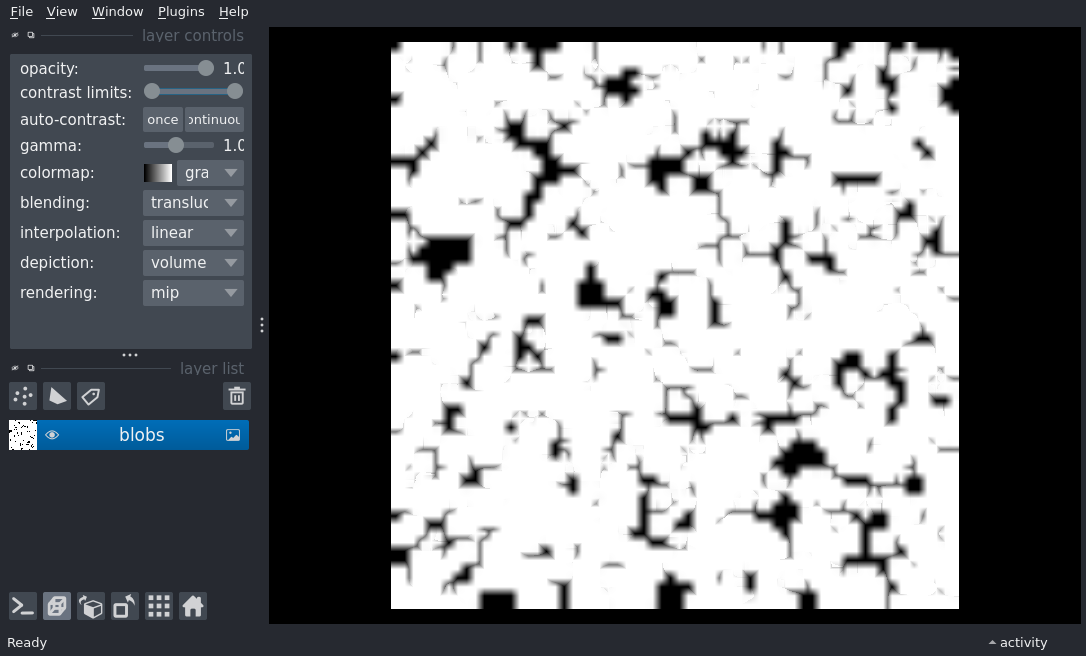 File View Window Plugins Help
layer controls
opacity: 1.0
contrast limits:
auto-contrast: once ontinuou
gamma: 1.0
colormap: gra
blending: transluc
interpolation: linear
depiction: volume
rendering: mip
layer list
blobs
Ready
activity